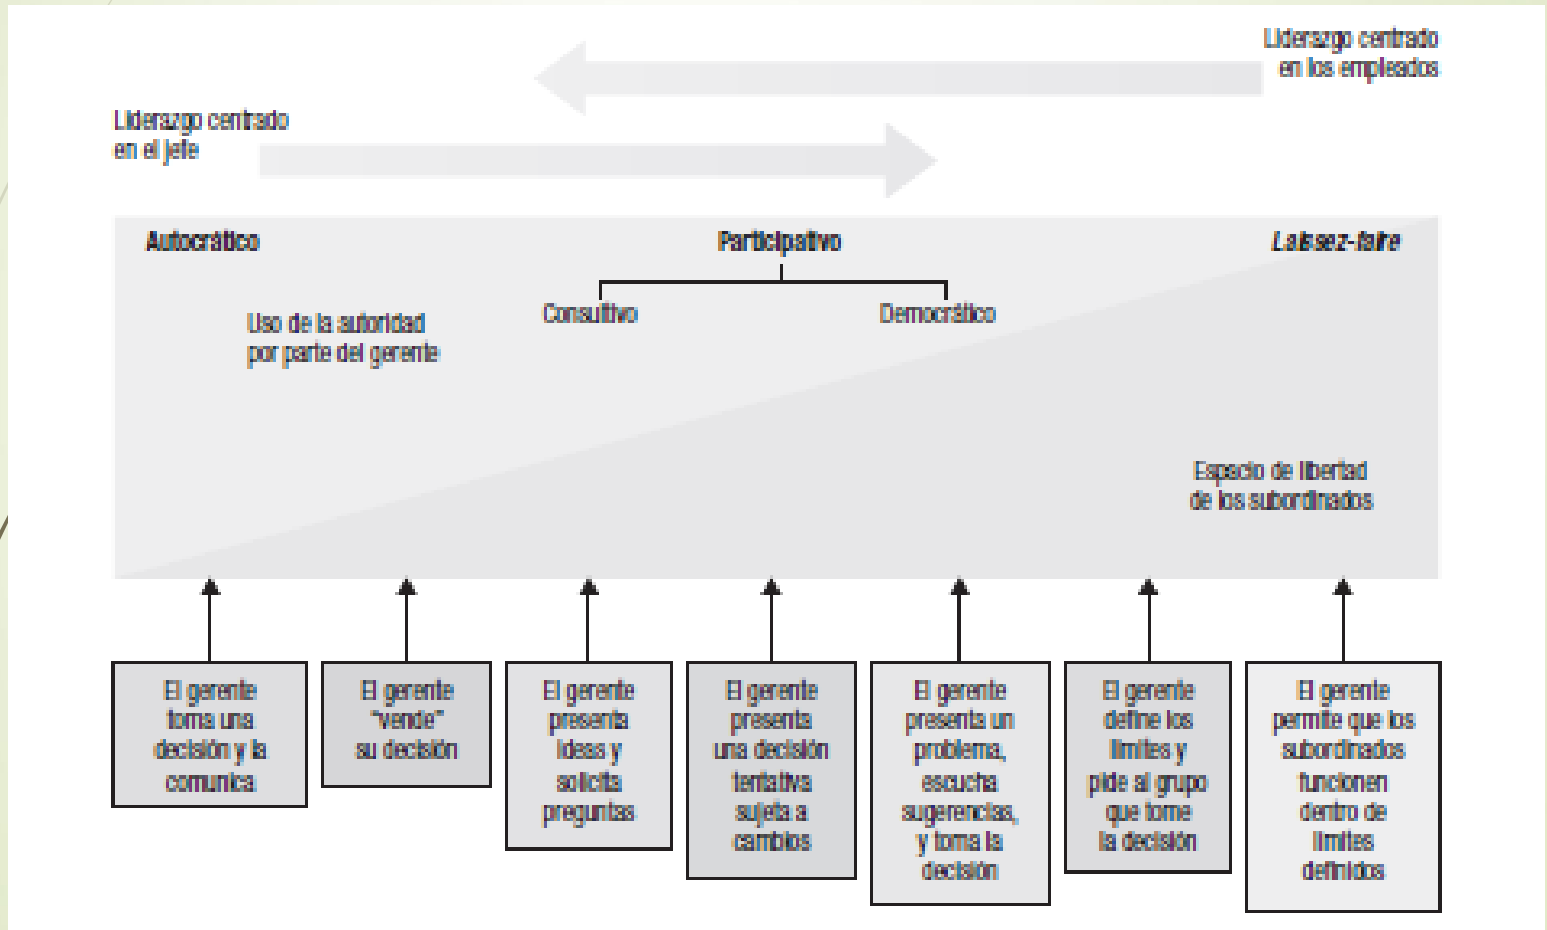 Liderazgo centrado
en los empleados
Liderazgo centrado
en el jefe
Autocrático
Participativo
Laissez-faire
Consultivo
Democrático
Uso de la autoridad
por parte del gerente
Espacio de libertad
de los subordinados
El gerente
toma una
decisión y la
comunica
El gerente
"vende"
su decisión
El gerente
presenta
ideas y
solicita
preguntas
El gerente
presenta
una decisión
tentativa
sujeta a
cambios
El gerente
presenta un
problema,
escucha
sugerencias,
y toma la
decisión
El gerente
define los
límites y
pide al grupo
que tome
la decisión
El gerente
permite que los
subordinados
funcionen
dentro de
límites
definidos